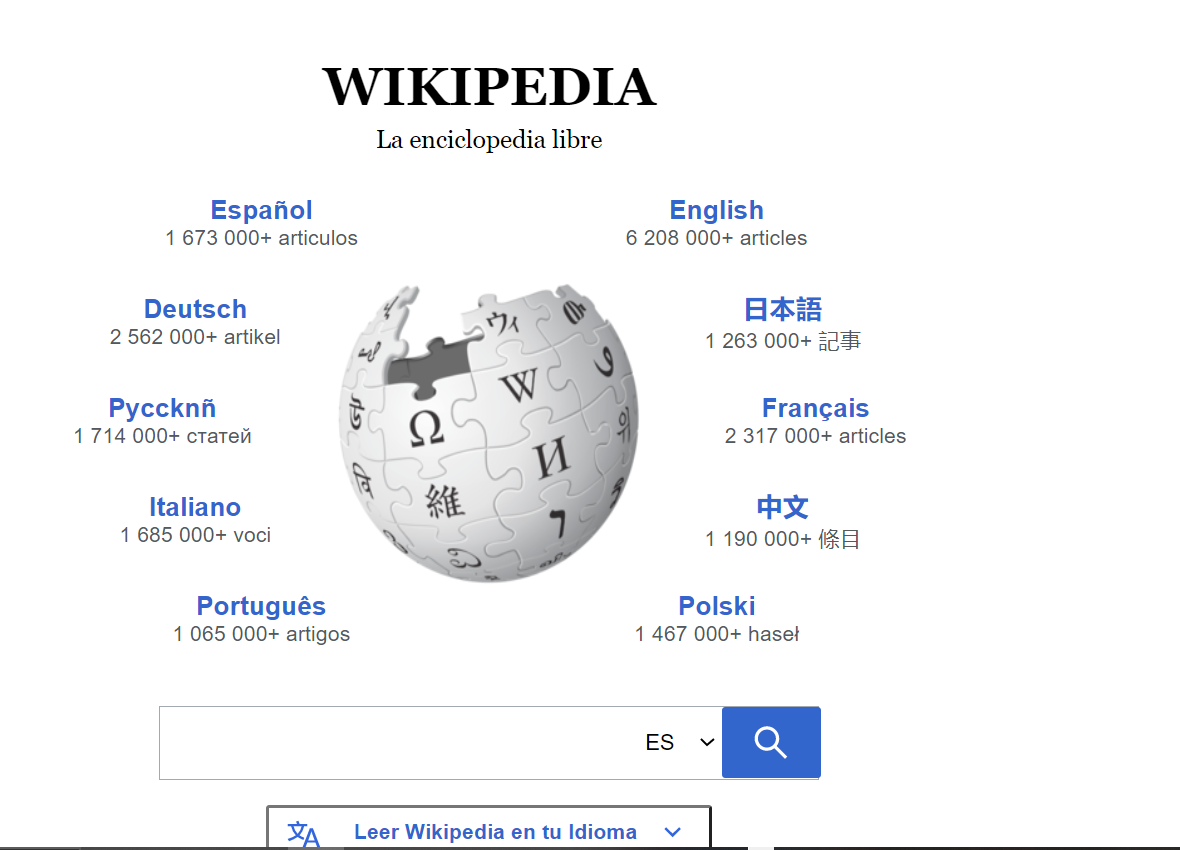 WIKIPEDIA
La enciclopedia libre
Español
1 673 000+ articulos
English
6 208 000+ articles
Deutsch
2 562 000+ artikel
日本語
1 263 000+ 記事
Pyccknñ
1 714 000+ статей
Français
2 317 000+ articles
Italiano
1 685 000+ voci
中文
1 190 000+ 條目
Português
1 065 000+ artigos
Polski
1 467 000+ haseł
ウィ
W
Ω
И
維
ES
Leer Wikipedia en tu Idioma